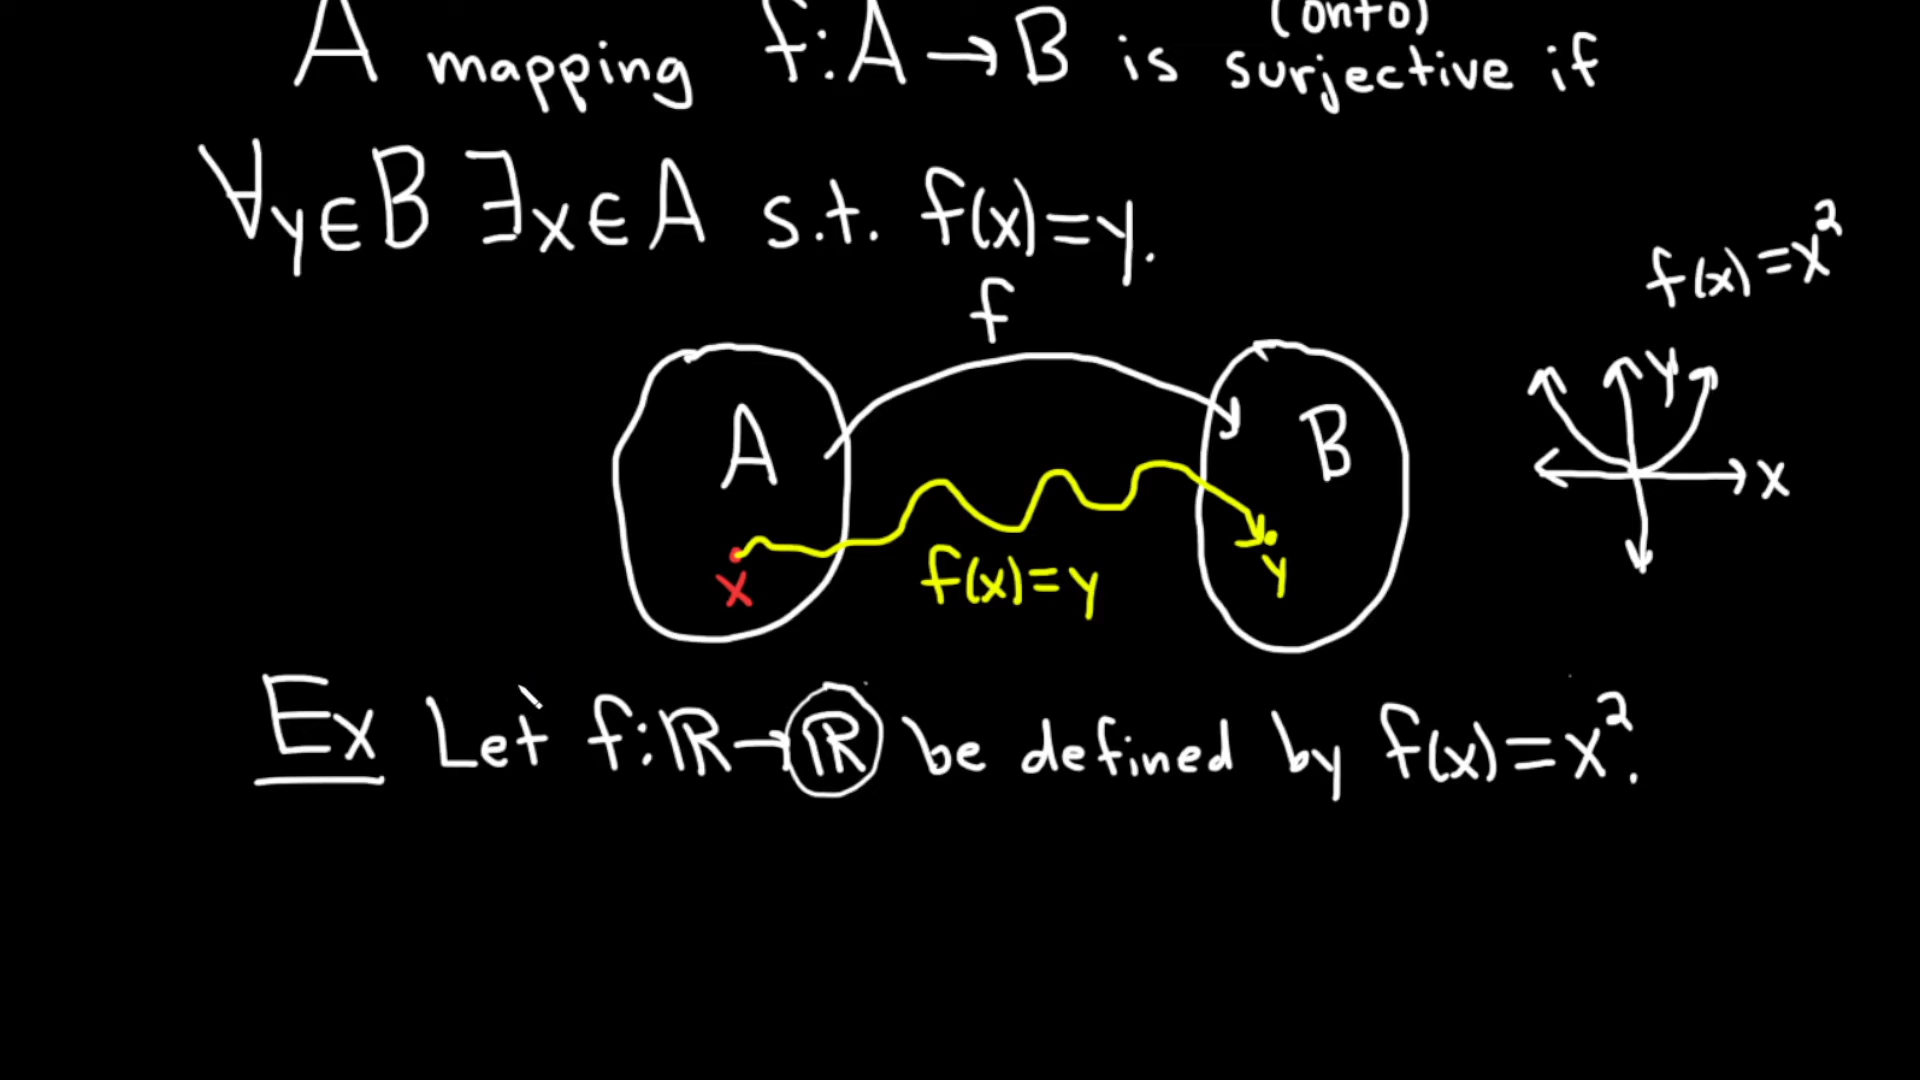 (onto)
A mapping f:A→B is surjective if
∀y∈B ∃x∈A s.t. f(x)=y.
f(x)=x²
f
A
B
y
x
x
f(x)=y
y
Ex Let f:ℝ→ℝ be defined by f(x)=x².